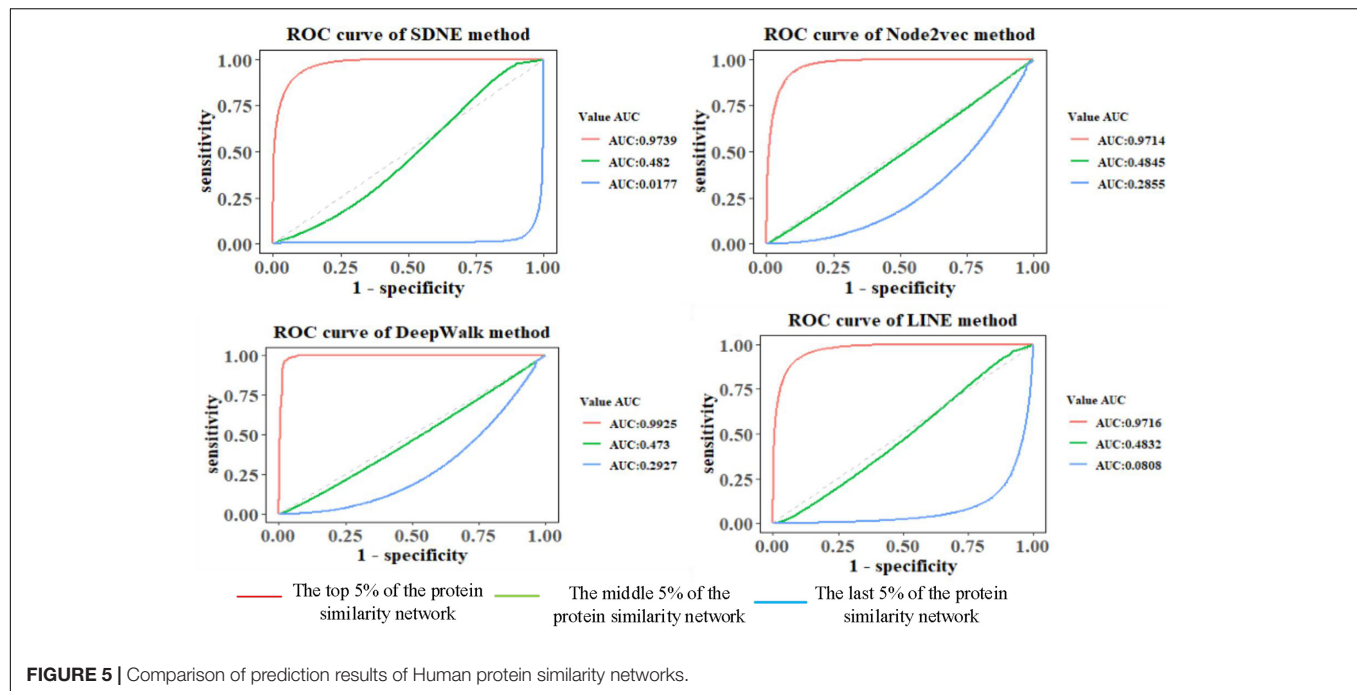 ROC curve of SDNE method
1.00
0.75
0.50
0.25
0.00
sensitivity
0.00 0.25 0.50 0.75 1.00
1 - specificity
Value AUC
AUC:0.9739
AUC:0.482
AUC:0.0177
ROC curve of Node2vec method
1.00
0.75
0.50
0.25
0.00
sensitivity
0.00 0.25 0.50 0.75 1.00
1 - specificity
Value AUC
AUC:0.9714
AUC:0.4845
AUC:0.2855
ROC curve of DeepWalk method
1.00
0.75
0.50
0.25
0.00
sensitivity
0.00 0.25 0.50 0.75 1.00
1 - specificity
Value AUC
AUC:0.9925
AUC:0.473
AUC:0.2927
ROC curve of LINE method
1.00
0.75
0.50
0.25
0.00
sensitivity
0.00 0.25 0.50 0.75 1.00
1 - specificity
Value AUC
AUC:0.9716
AUC:0.4832
AUC:0.0808
The top 5% of the protein
similarity network
The middle 5% of the
protein similarity network
The last 5% of the protein
similarity network
FIGURE 5 | Comparison of prediction results of Human protein similarity networks.